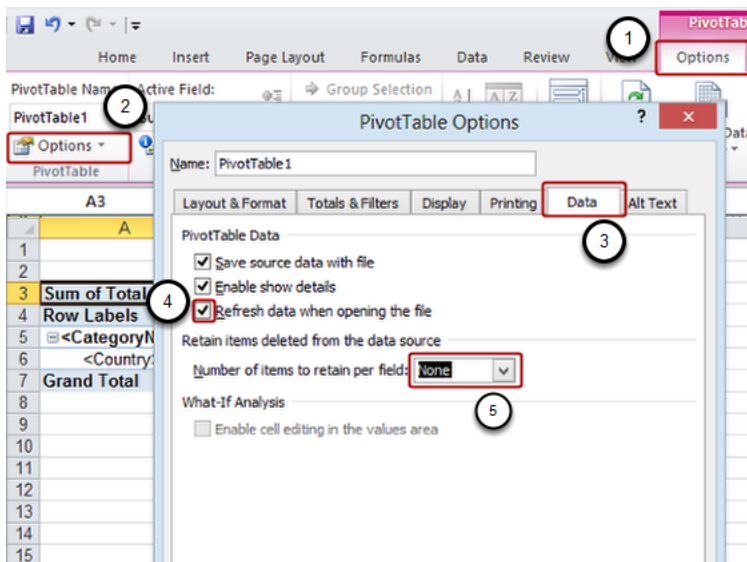 PivotTab
1
Home Insert Page Layout Formulas Data Review Options
PivotTable Nam Active Field: Group Selection
2
PivotTable1
Options
PivotTable
PivotTable Options ? ×
Name: PivotTable1
Layout & Format Totals & Filters Display Printing Data Alt Text
3
PivotTable Data
Save source data with file
Enable show details
4
Refresh data when opening the file
Retain items deleted from the data source
Number of items to retain per field: None
5
What-If Analysis
Enable cell editing in the values area
A3
A
1
2
3 Sum of Total
4 Row Labels
5 <CategoryN
6 <Country>
7 Grand Total
8
9
10
11
12
13
14
15